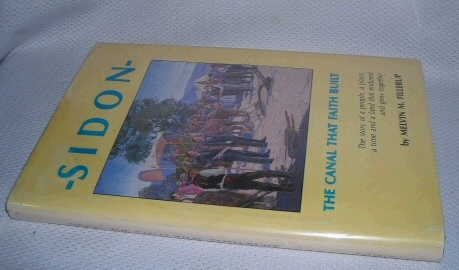 -SIDON-
THE CANAL THAT FAITH BUILT
The story of a people, a place,
a time and a land that endured
and grew together
by MELVIN M. FILLERUP